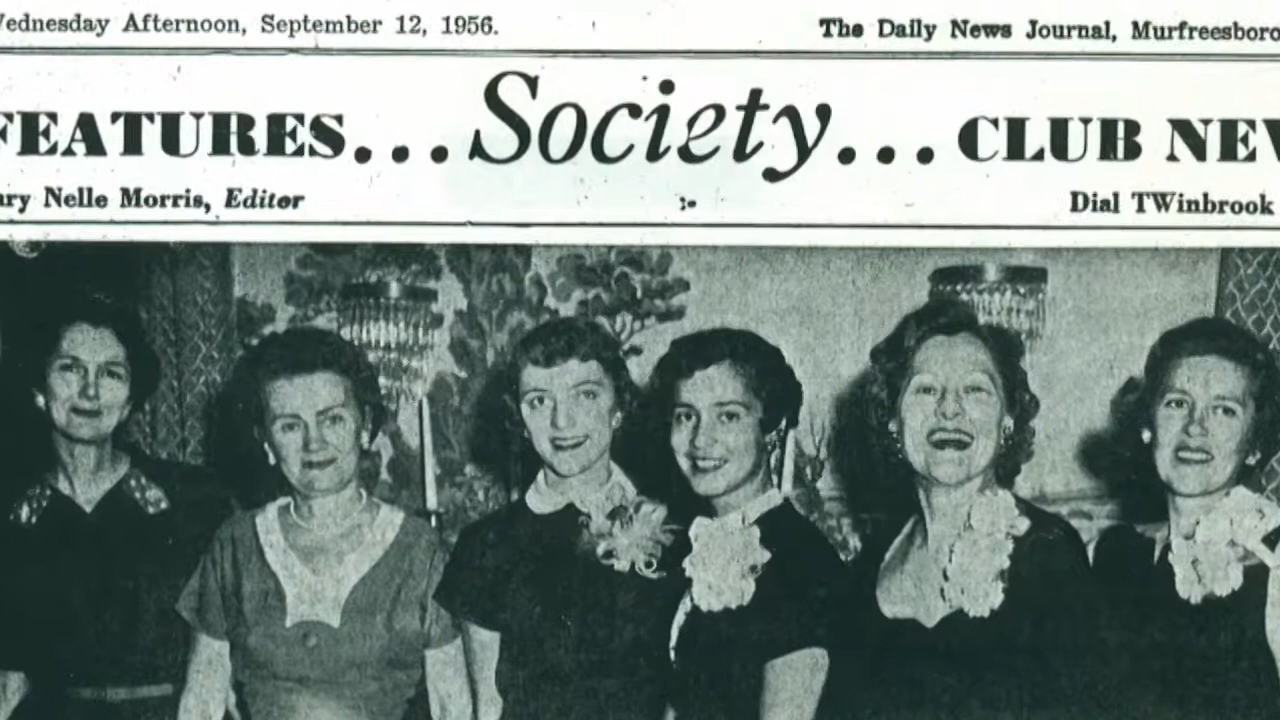 Wednesday Afternoon, September 12, 1956.
The Daily News Journal, Murfreesboro
FEATURES... Society... CLUB NEW
ary Nelle Morris, Editor
Dial TWinbrook